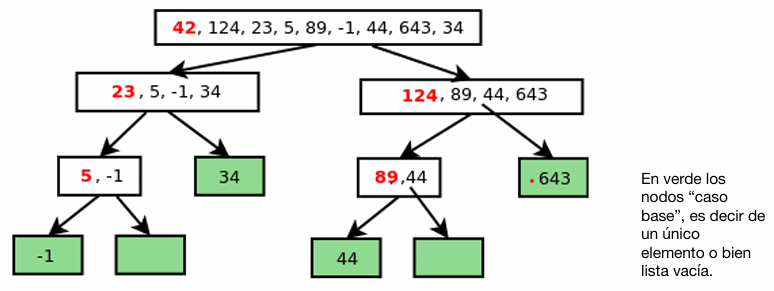 42, 124, 23, 5, 89, -1, 44, 643, 34
23, 5, -1, 34
124, 89, 44, 643
5, -1
34
89,44
643
-1
44
En verde los
nodos “caso
base”, es decir de
un único
elemento o bien
lista vacía.